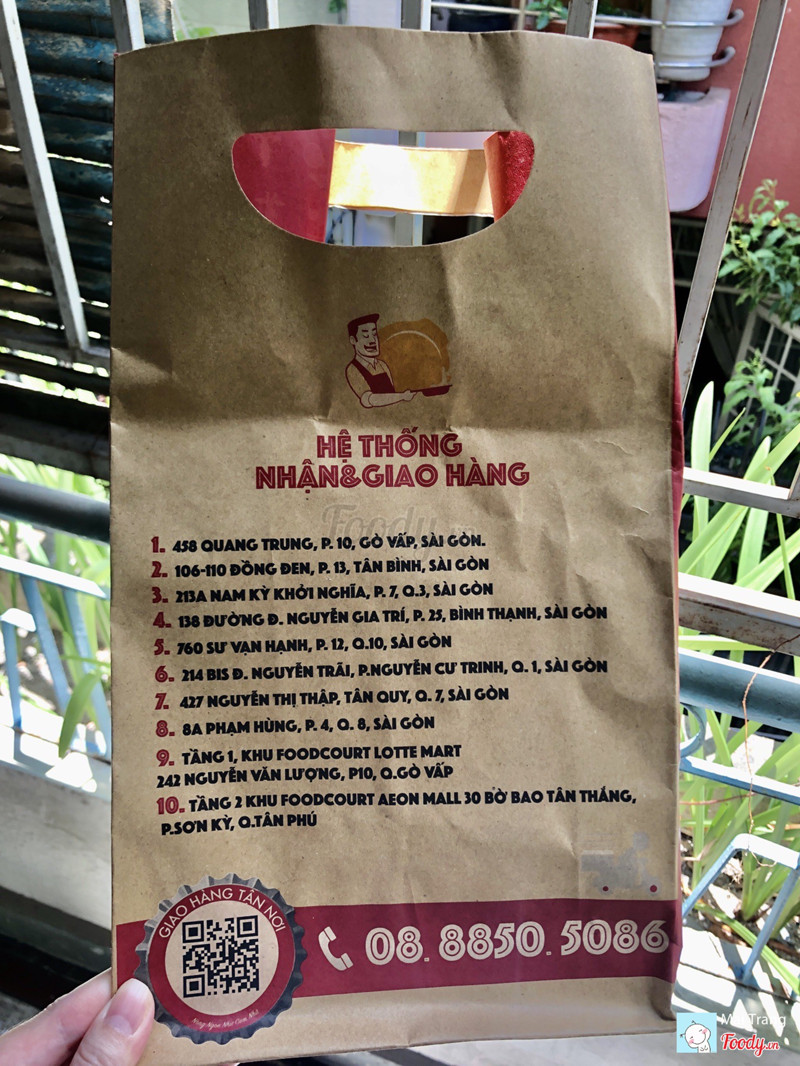 HỆ THỐNG
NHẬN&GIAO HÀNG
Foody.vn
1. 458 QUANG TRUNG, P. 10, GÒ VẤP, SÀI GÒN.
2. 106-110 ĐỒNG ĐEN, P. 13, TÂN BÌNH, SÀI GÒN
3. 213A NAM KỲ KHỞI NGHĨA, P. 7, Q.3, SÀI GÒN
4. 138 ĐƯỜNG Đ. NGUYỄN GIA TRÍ, P. 25, BÌNH THẠNH, SÀI GÒN
5. 760 SƯ VẠN HẠNH, P. 12, Q.10, SÀI GÒN
6. 214 BIS Đ. NGUYỄN TRÃI, P.NGUYỄN CƯ TRINH, Q. 1, SÀI GÒN
7. 427 NGUYỄN THỊ THẬP, TÂN QUY, Q. 7, SÀI GÒN
8. 8A PHẠM HÙNG, P. 4, Q. 8, SÀI GÒN
9. TẦNG 1, KHU FOODCOURT LOTTE MART
242 NGUYỄN VĂN LƯỢNG, P10, Q.GÒ VẤP
10. TẦNG 2 KHU FOODCOURT AEON MALL 30 BỜ BAO TÂN THẮNG,
P.SƠN KỲ, Q.TÂN PHÚ
GIAO HÀNG TẬN NƠI
08. 8850. 5086
Trang
Foody.vn